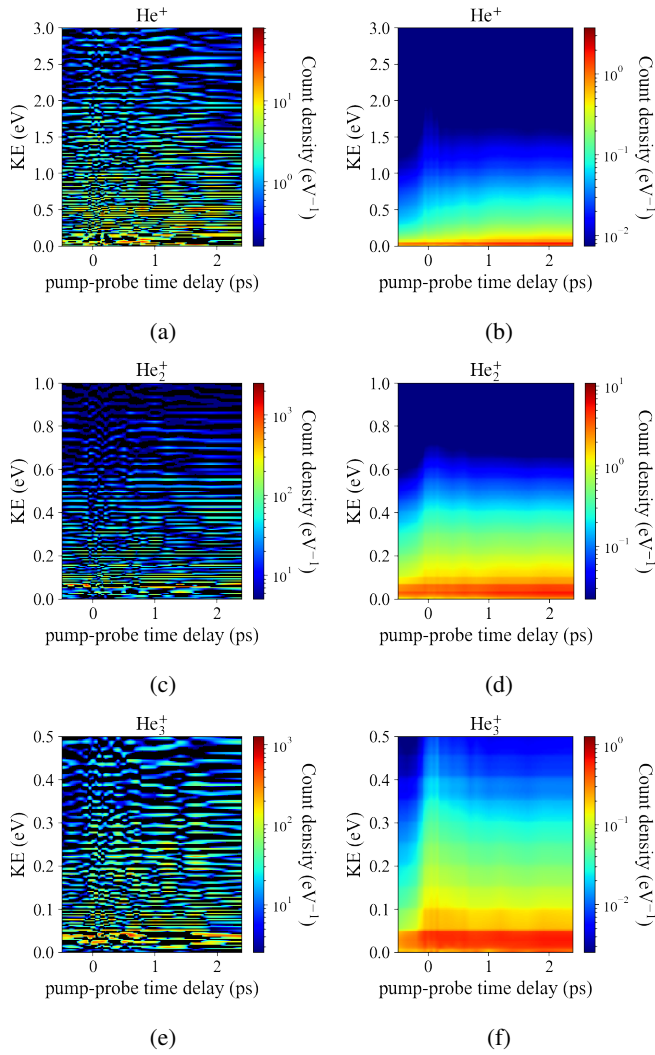 He⁺
He⁺
3.0
2.5
2.0
1.5
1.0
0.5
0.0
KE (eV)
0 1 2
pump-probe time delay (ps)
10¹
10⁰
Count density (eV⁻¹)
3.0
2.5
2.0
1.5
1.0
0.5
0.0
KE (eV)
0 1 2
pump-probe time delay (ps)
10⁰
10⁻¹
10⁻²
Count density (eV⁻¹)
(a)
(b)
He₂⁺
He₂⁺
1.0
0.8
0.6
0.4
0.2
0.0
KE (eV)
0 1 2
pump-probe time delay (ps)
10³
10²
10¹
Count density (eV⁻¹)
1.0
0.8
0.6
0.4
0.2
0.0
KE (eV)
0 1 2
pump-probe time delay (ps)
10¹
10⁰
10⁻¹
Count density (eV⁻¹)
(c)
(d)
He₃⁺
He₃⁺
0.5
0.4
0.3
0.2
0.1
0.0
KE (eV)
0 1 2
pump-probe time delay (ps)
10³
10²
10¹
Count density (eV⁻¹)
0.5
0.4
0.3
0.2
0.1
0.0
KE (eV)
0 1 2
pump-probe time delay (ps)
10⁰
10⁻¹
10⁻²
Count density (eV⁻¹)
(e)
(f)